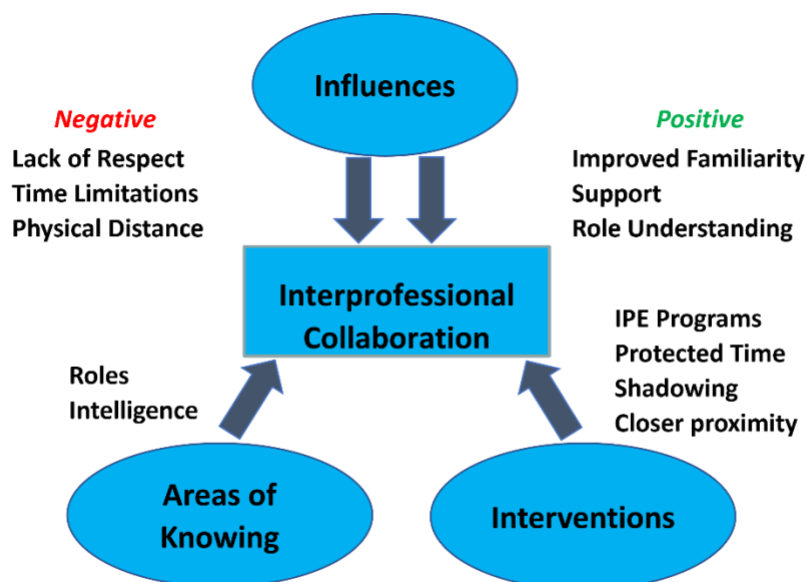 Influences
Negative
Lack of Respect
Time Limitations
Physical Distance
Positive
Improved Familiarity
Support
Role Understanding
Interprofessional
Collaboration
Roles
Intelligence
IPE Programs
Protected Time
Shadowing
Closer proximity
Areas of
Knowing
Interventions